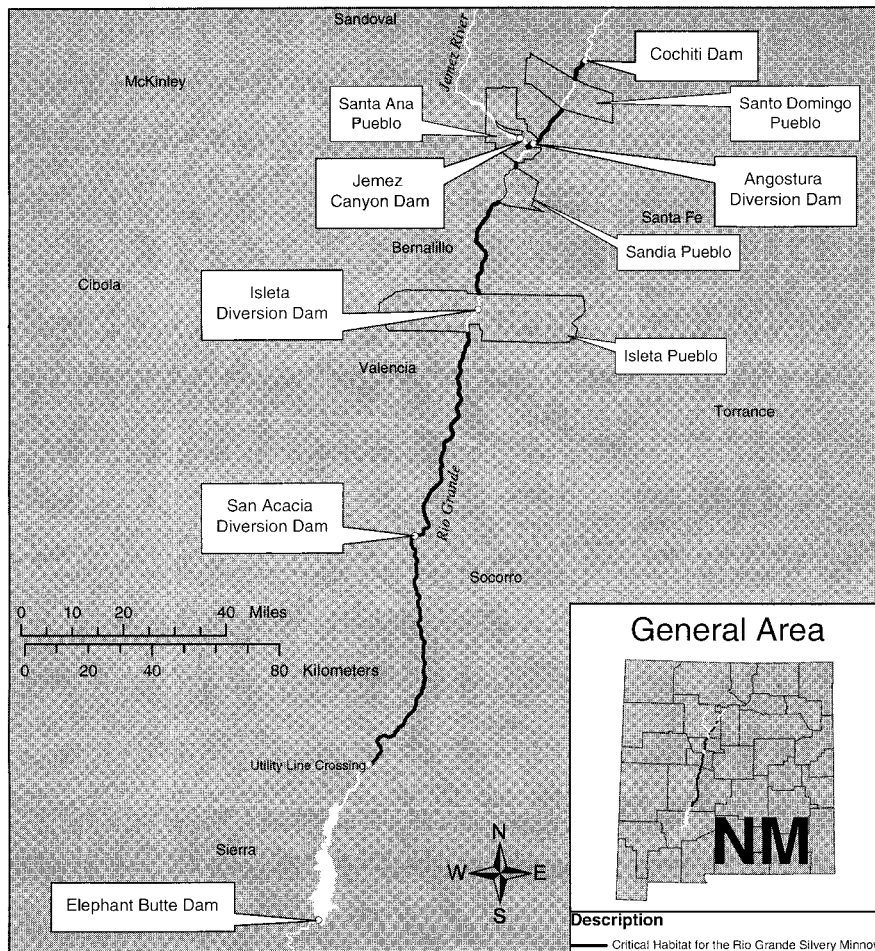 Sandoval
McKinley
Jemez River
Cochiti Dam
Santa Ana
Pueblo
Santo Domingo
Pueblo
Jemez
Canyon Dam
Angostura
Diversion Dam
Santa Fe
Bernalillo
Sandia Pueblo
Cibola
Isleta
Diversion Dam
Isleta Pueblo
Valencia
Torrance
Rio Grande
San Acacia
Diversion Dam
Socorro
0 10 20 40 Miles
0 20 40 80 Kilometers
General Area
NM
Utility Line Crossing
Sierra
N
W E
S
Elephant Butte Dam
Description
Critical Habitat for the Rio Grande Silvery Minnow